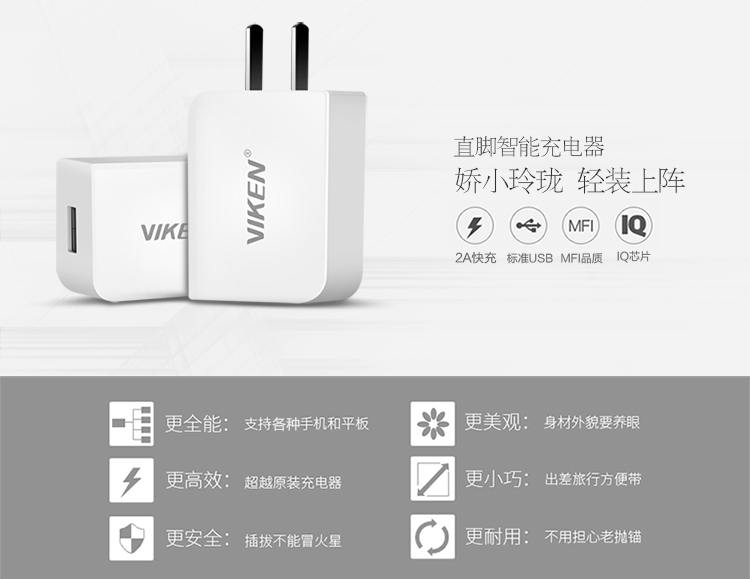 VIKEN
VIKEN®
直脚智能充电器
娇小玲珑 轻装上阵
MFI
IQ
2A快充 标准USB MFI品质 IQ芯片
更全能： 支持各种手机和平板
更美观： 身材外貌要养眼
更高效： 超越原装充电器
更小巧： 出差旅行方便带
更安全： 插拔不能冒火星
更耐用： 不用担心老抛锚